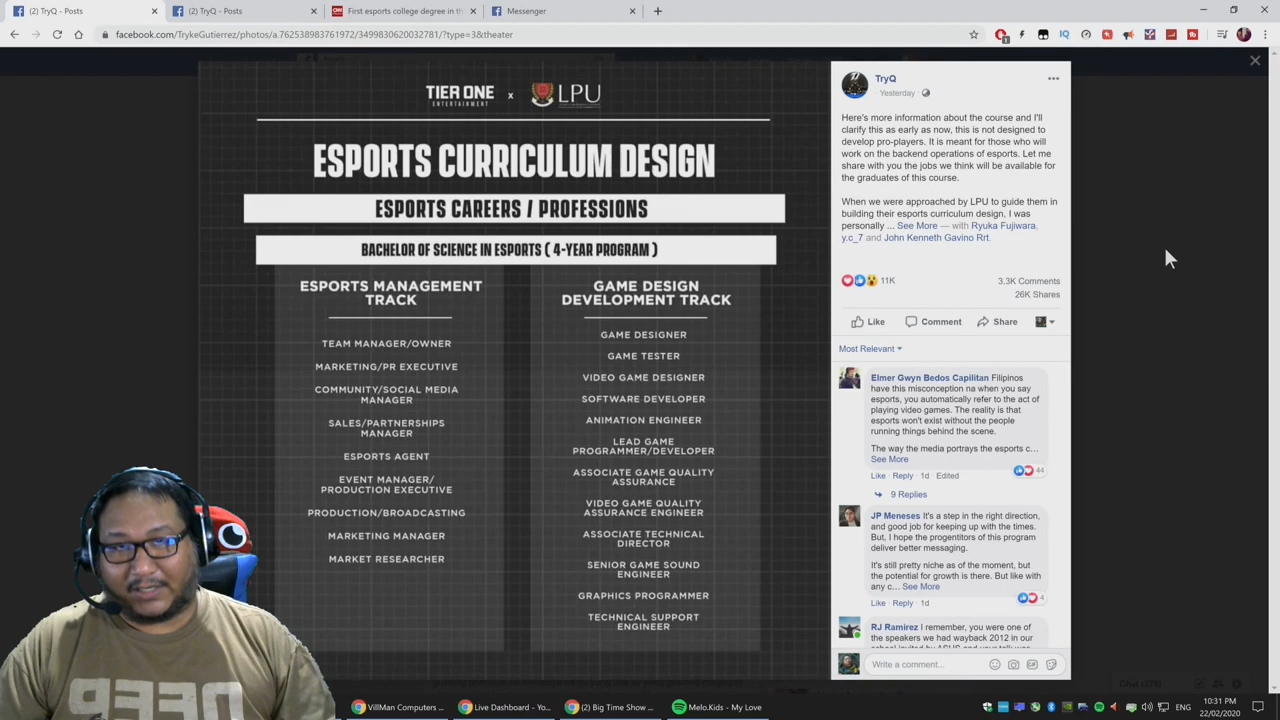 (2) TryQ - Posts
(2) TryQ - Posts
First esports college degree in th
Messenger
facebook.com/TrykeGutierrez/photos/a.762538983761972/3499830620032781/?type=3&theater
TIER ONE
ENTERTAINMENT
x
LPU
ESPORTS CURRICULUM DESIGN
ESPORTS CAREERS / PROFESSIONS
BACHELOR OF SCIENCE IN ESPORTS ( 4-YEAR PROGRAM )
ESPORTS MANAGEMENT
TRACK
TEAM MANAGER/OWNER
MARKETING/PR EXECUTIVE
COMMUNITY/SOCIAL MEDIA
MANAGER
SALES/PARTNERSHIPS
MANAGER
ESPORTS AGENT
EVENT MANAGER/
PRODUCTION EXECUTIVE
PRODUCTION/BROADCASTING
MARKETING MANAGER
MARKET RESEARCHER
GAME DESIGN
DEVELOPMENT TRACK
GAME DESIGNER
GAME TESTER
VIDEO GAME DESIGNER
SOFTWARE DEVELOPER
ANIMATION ENGINEER
LEAD GAME
PROGRAMMER/DEVELOPER
ASSOCIATE GAME QUALITY
ASSURANCE
VIDEO GAME QUALITY
ASSURANCE ENGINEER
ASSOCIATE TECHNICAL
DIRECTOR
SENIOR GAME SOUND
ENGINEER
GRAPHICS PROGRAMMER
TECHNICAL SUPPORT
ENGINEER
TryQ
Yesterday ·
Here's more information about the course and I'll
clarify this as early as now, this is not designed to
develop pro-players. It is meant for those who will
work on the backend operations of esports. Let me
share with you the jobs we think will be available for
the graduates of this course.
When we were approached by LPU to guide them in
building their esports curriculum design, I was
personally ... See More — with Ryuka Fujiwara,
y.c_7 and John Kenneth Gavino Rrt.
11K
3.3K Comments
26K Shares
Like
Comment
Share
Most Relevant
Elmer Gwyn Bedos Capilitan Filipinos
have this misconception na when you say
esports, you automatically refer to the act of
playing video games. The reality is that
esports won't exist without the people
running things behind the scene.
The way the media portrays the esports c...
See More
44
Like · Reply · 1d · Edited
9 Replies
JP Meneses It's a step in the right direction,
and good job for keeping up with the times.
But, I hope the progentitors of this program
deliver better messaging.
It's still pretty niche as of the moment, but
the potential for growth is there. But like with
any c... See More
4
Like · Reply · 1d
RJ Ramirez I remember, you were one of
the speakers we had wayback 2012 in our
Write a comment...
Chat (378)
VillMan Computers ...
Live Dashboard - Yo...
(2) Big Time Show ...
Melo.Kids - My Love
ENG
10:31 PM
22/02/2020